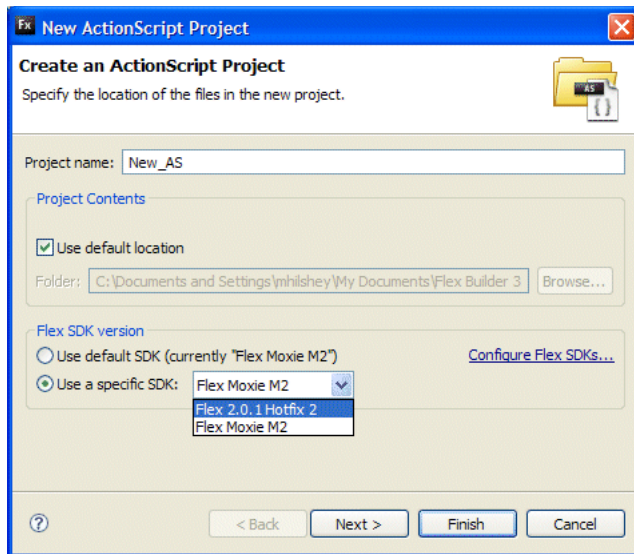 Fx New ActionScript Project
Create an ActionScript Project
Specify the location of the files in the new project.
AS
{ }
Project name: New_AS
Project Contents
Use default location
Folder: C:\Documents and Settings\mhilshey\My Documents\Flex Builder 3 Browse...
Flex SDK version
Use default SDK (currently "Flex Moxie M2") Configure Flex SDKs...
Use a specific SDK: Flex Moxie M2
Flex 2.0.1 Hotfix 2
Flex Moxie M2
? < Back Next > Finish Cancel